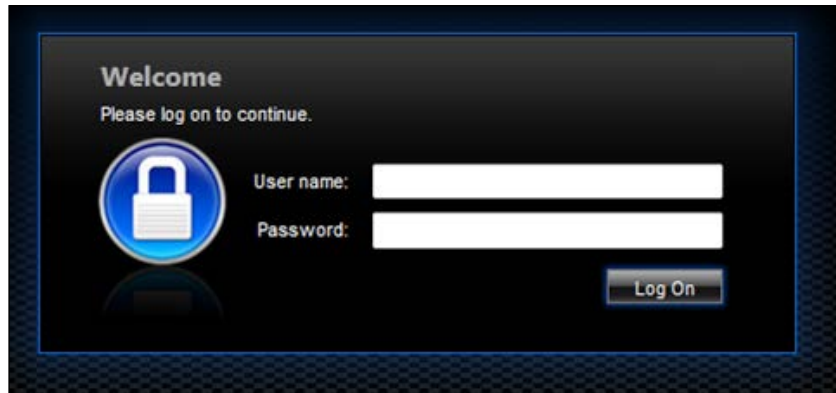 Welcome
Please log on to continue.
User name:
Password:
Log On